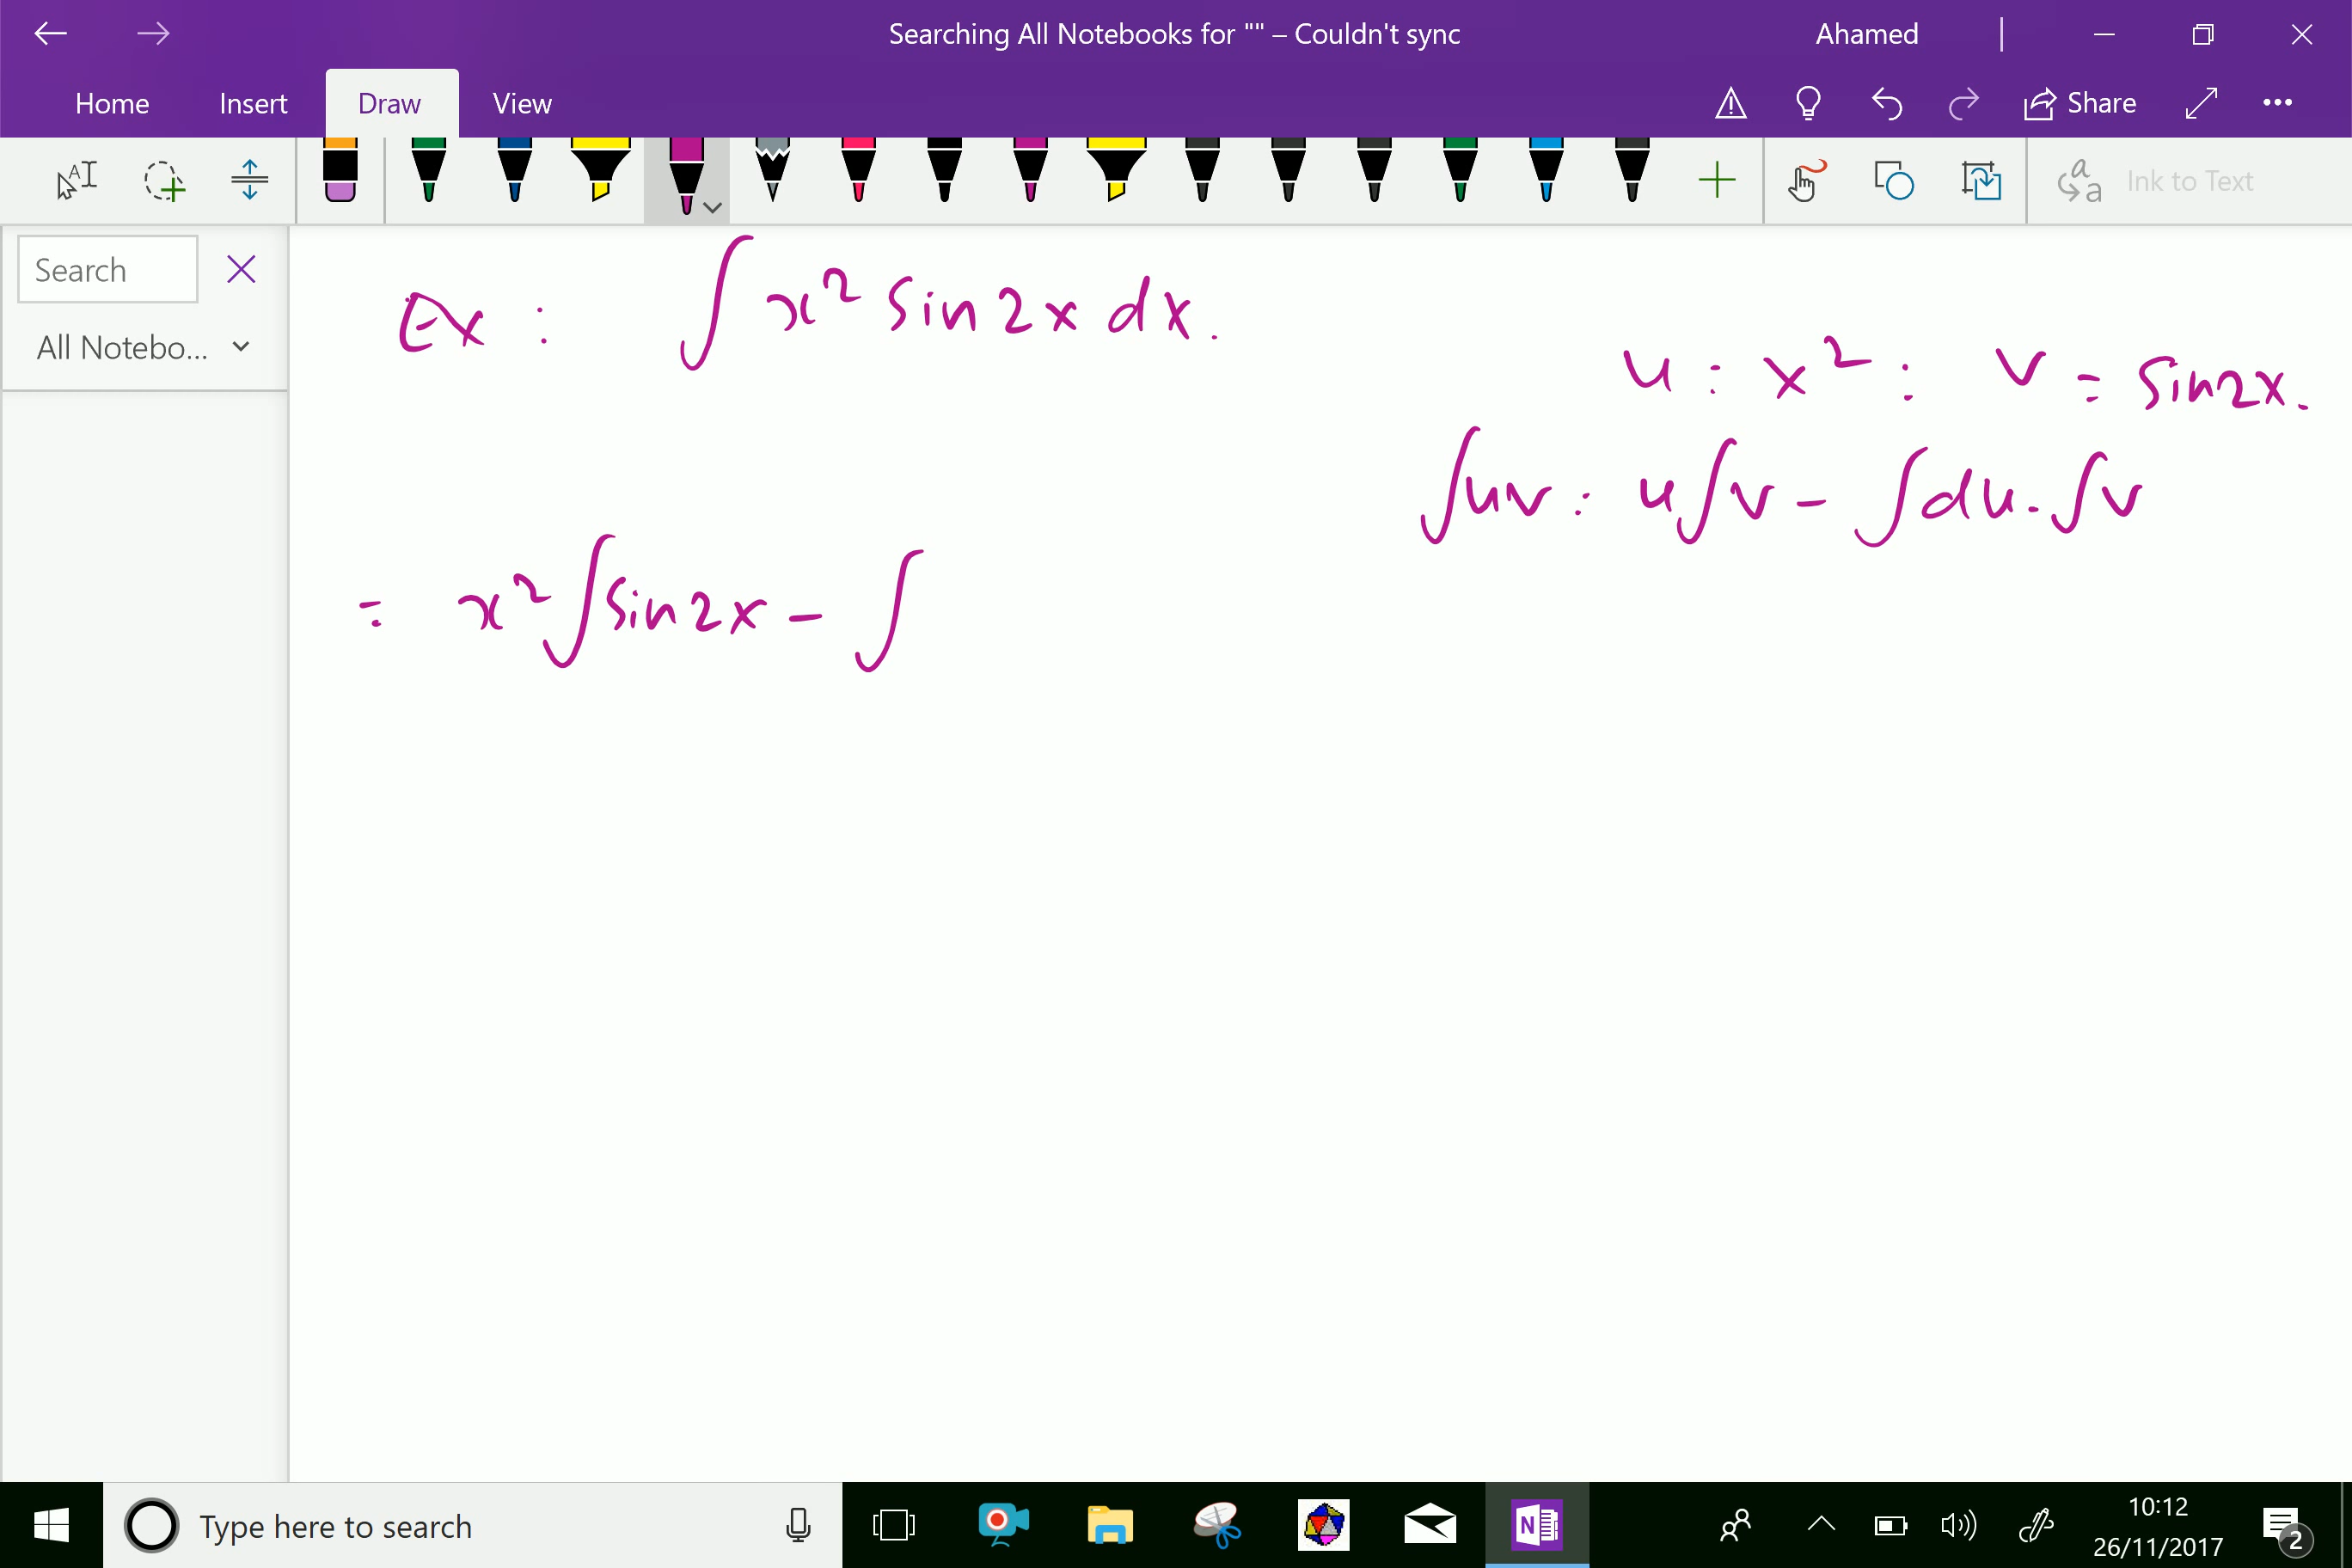 Searching All Notebooks for "" – Couldn't sync
Ahamed
Home Insert Draw View
Share
Ink to Text
Search
All Notebo...
Ex : ∫ x² sin 2x dx.
u : x² : v = sin2x.
∫uv : u∫v - ∫du.∫v
= x²∫sin2x - ∫
Type here to search
10:12
26/11/2017
2